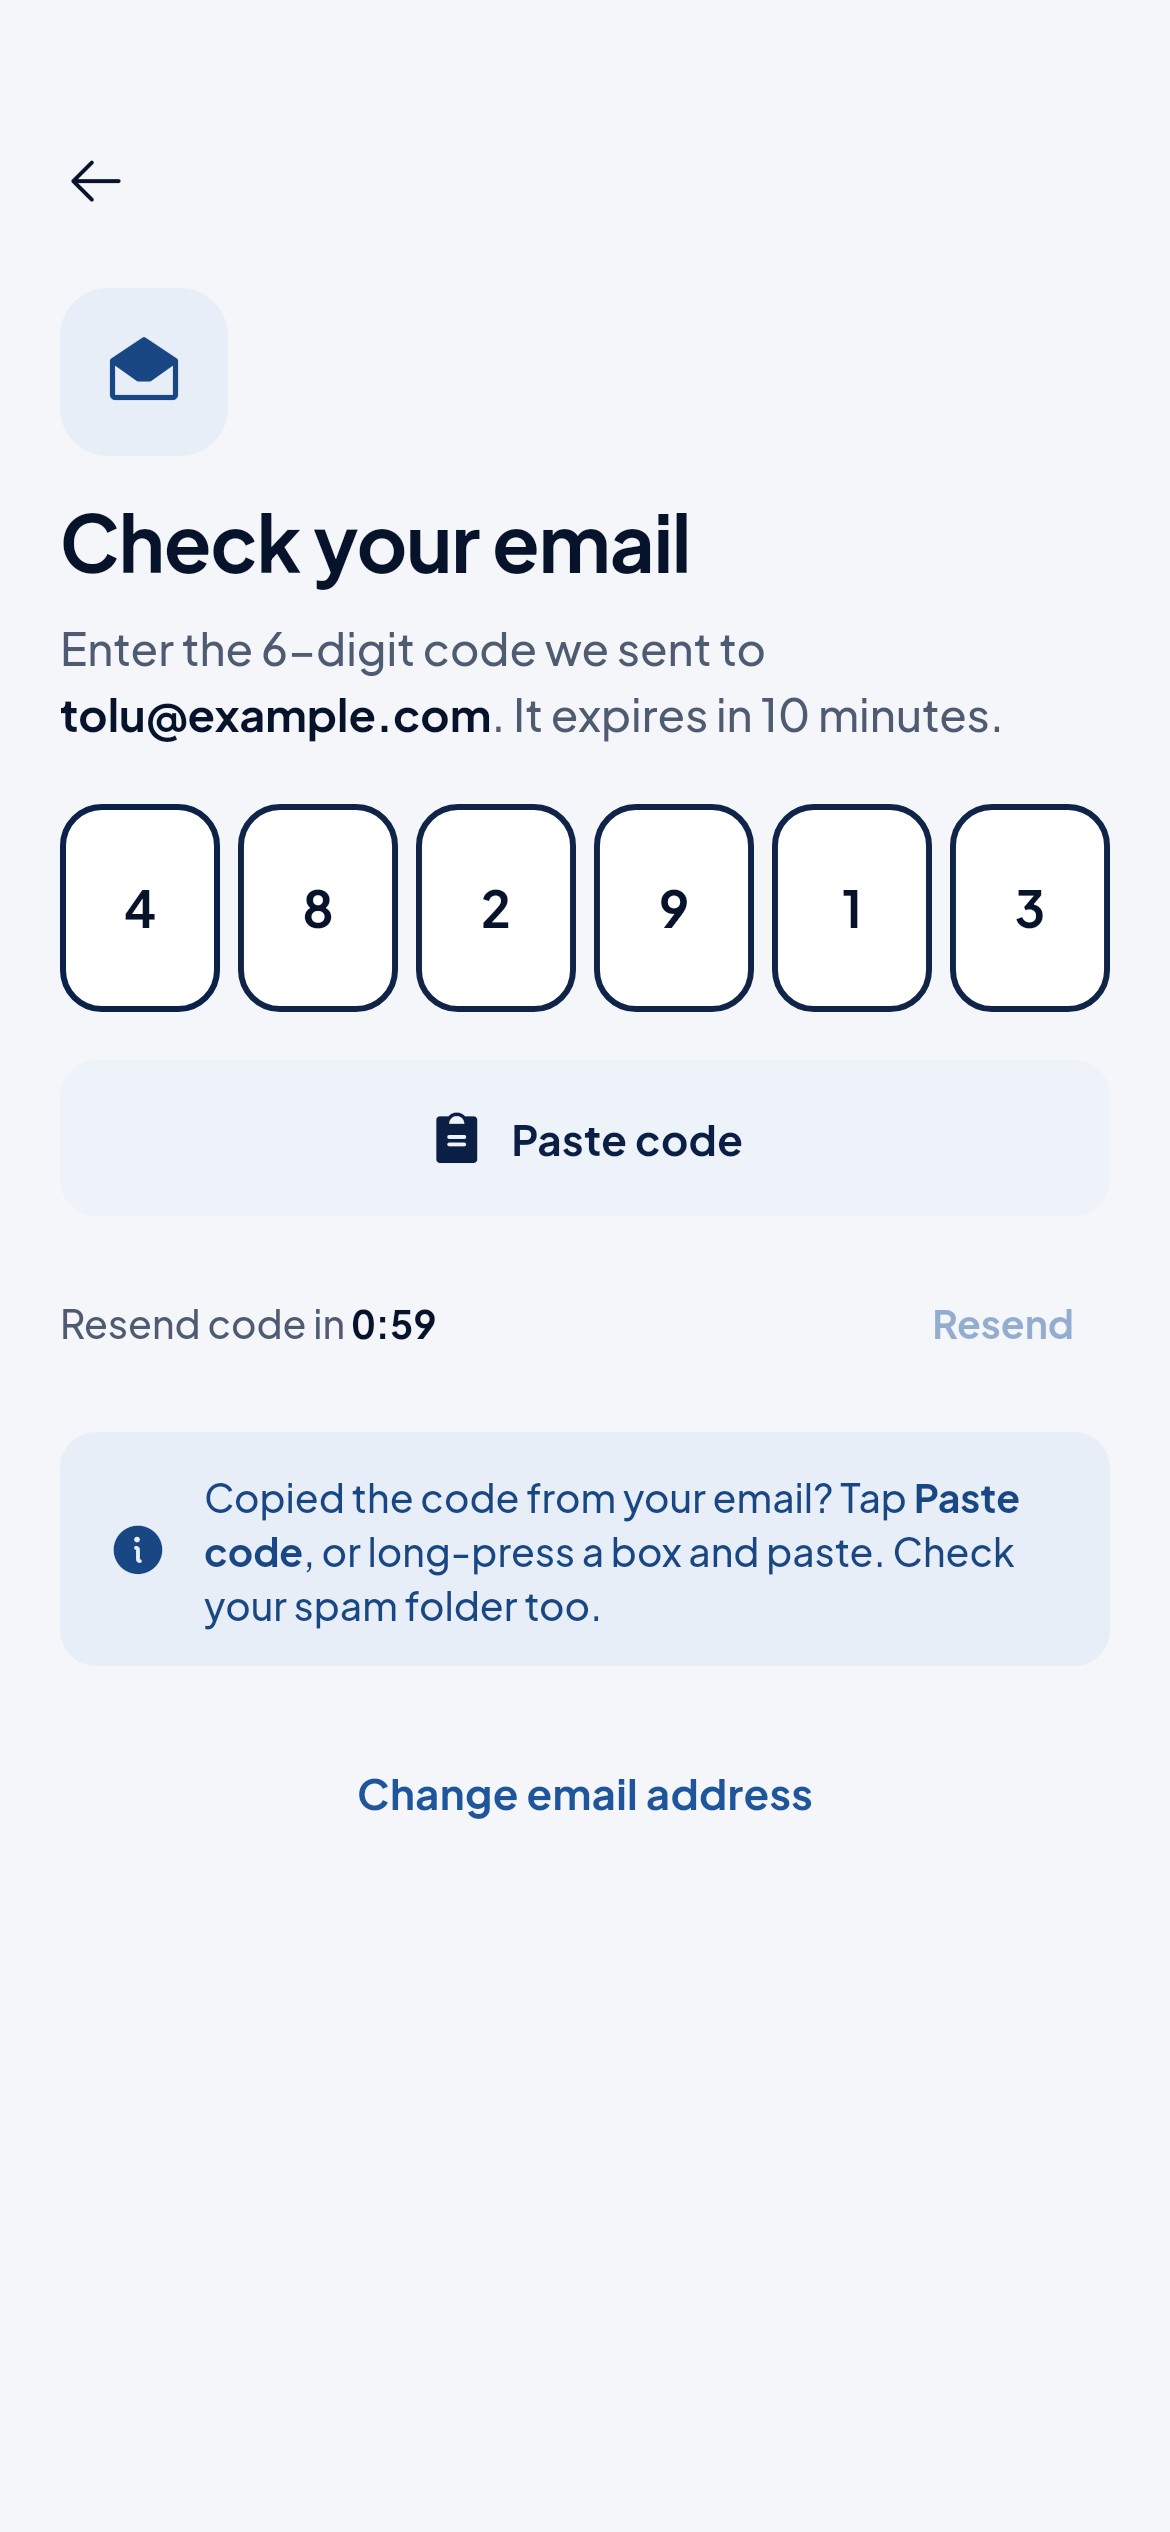 Check your email
Enter the 6-digit code we sent to
tolu@example.com. It expires in 10 minutes.
4 8 2 9 1 3
Paste code
Resend code in 0:59 Resend
Copied the code from your email? Tap Paste
code, or long-press a box and paste. Check
your spam folder too.
Change email address